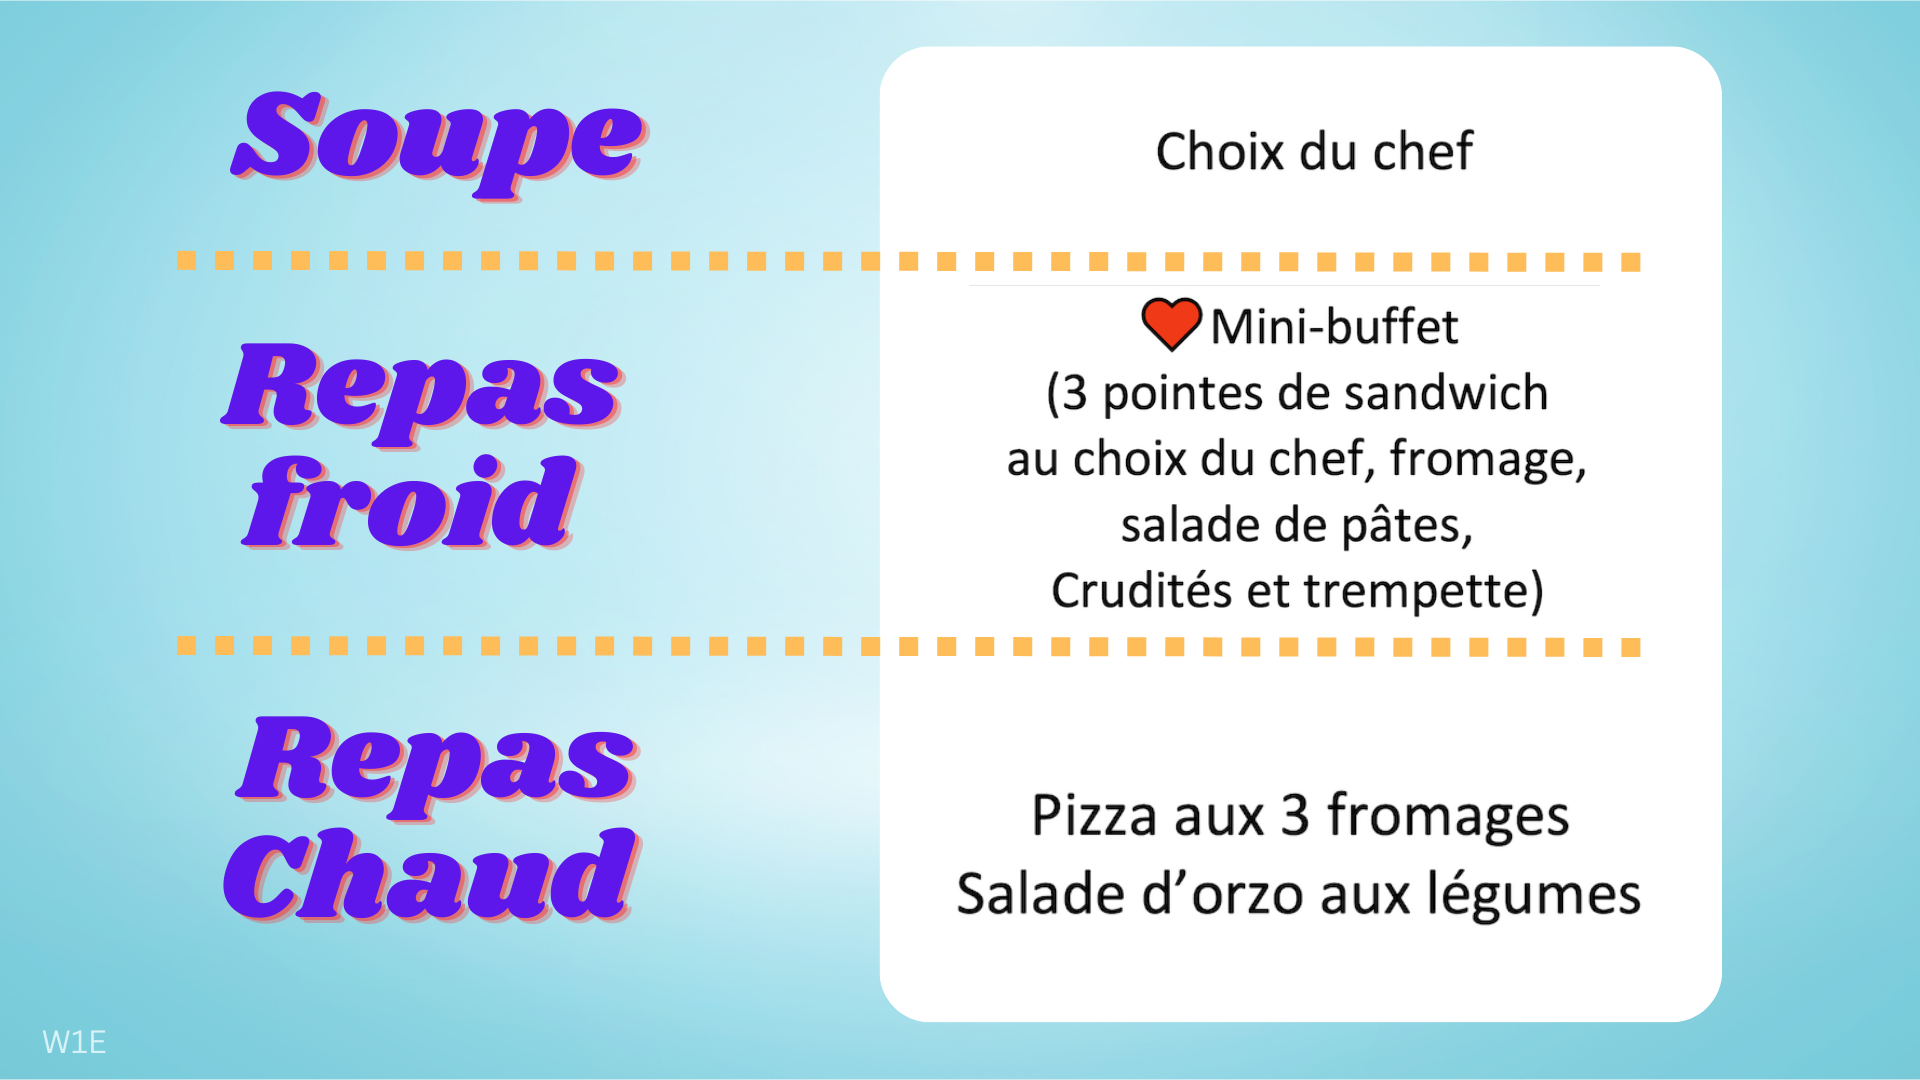 Soupe
Choix du chef
Repas
froid
Mini-buffet
(3 pointes de sandwich
au choix du chef, fromage,
salade de pâtes,
Crudités et trempette)
Repas
Chaud
Pizza aux 3 fromages
Salade d’orzo aux légumes
W1E